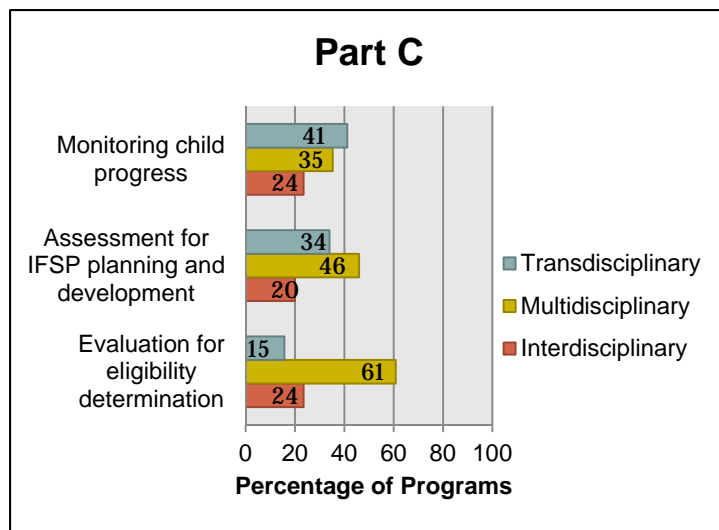 Part C
Monitoring child
progress
41
35
24
Assessment for
IFSP planning and
development
34
46
20
Evaluation for
eligibility
determination
15
61
24
Transdisciplinary
Multidisciplinary
Interdisciplinary
0 20 40 60 80 100
Percentage of Programs